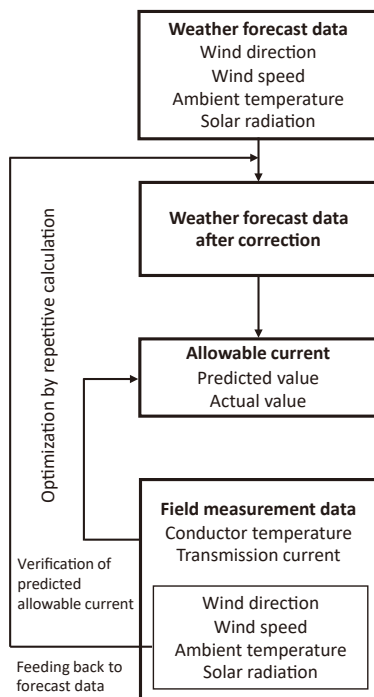 Weather forecast data
Wind direction
Wind speed
Ambient temperature
Solar radiation
Weather forecast data
after correction
Optimization by repetitive calculation
Allowable current
Predicted value
Actual value
Field measurement data
Conductor temperature
Transmission current
Verification of
predicted
allowable current
Wind direction
Wind speed
Ambient temperature
Solar radiation
Feeding back to
forecast data